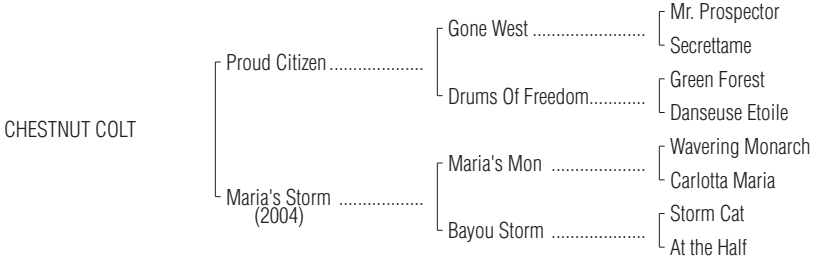 Mr. Prospector
Gone West ........................
Secrettame
Proud Citizen ....................
Green Forest
Drums Of Freedom............
Danseuse Etoile
CHESTNUT COLT
Wavering Monarch
Maria's Mon ....................
Carlotta Maria
Maria's Storm ..................
(2004)
Storm Cat
Bayou Storm ....................
At the Half